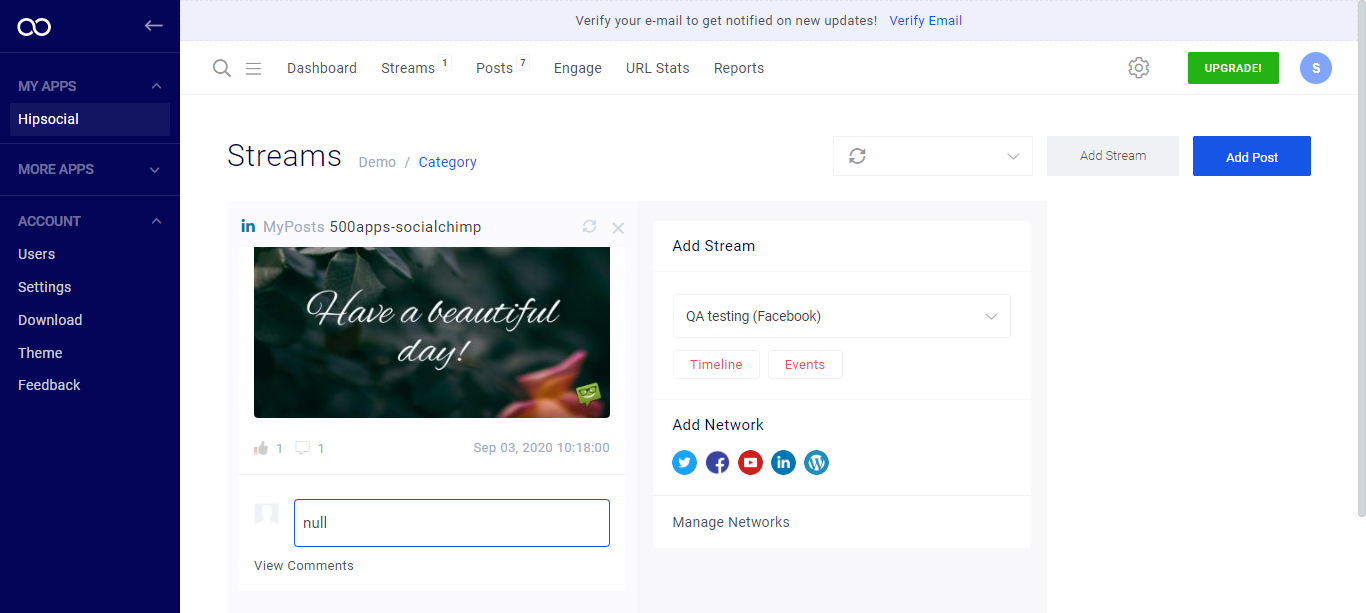 Verify your e-mail to get notified on new updates! Verify Email
MY APPS
Hipsocial
MORE APPS
ACCOUNT
Users
Settings
Download
Theme
Feedback
Dashboard Streams 1 Posts 7 Engage URL Stats Reports UPGRADE! S
Streams Demo / Category Add Stream Add Post
in MyPosts 500apps-socialchimp
Have a beautiful
day!
1 1 Sep 03, 2020 10:18:00
null
View Comments
Add Stream
QA testing (Facebook)
Timeline Events
Add Network
Manage Networks